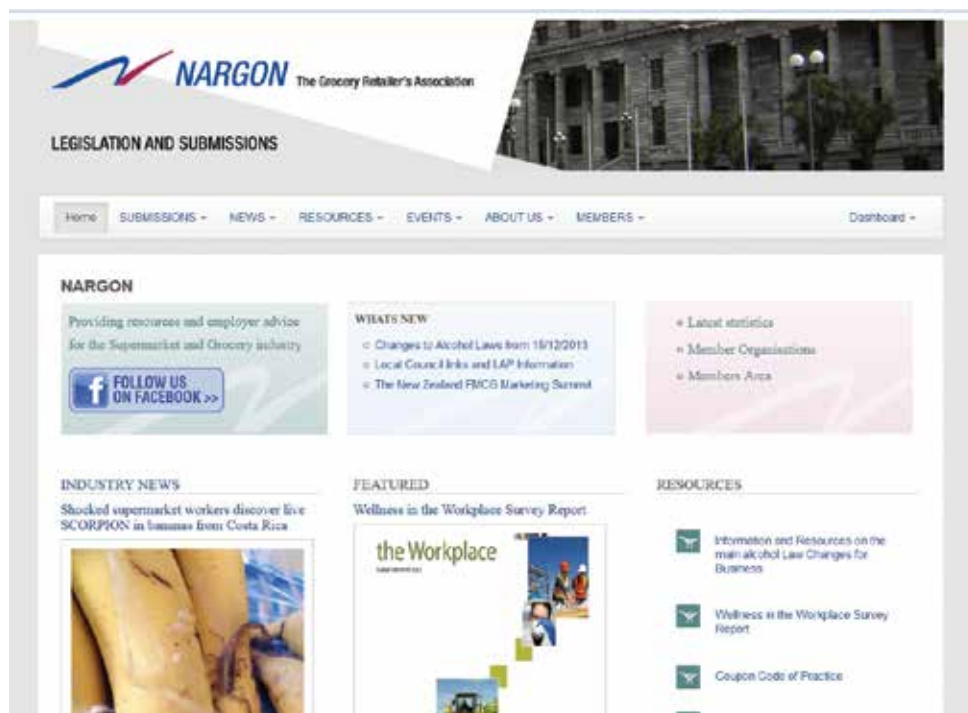 NARGON The Grocery Retailer's Association
LEGISLATION AND SUBMISSIONS
Home SUBMISSIONS NEWS RESOURCES EVENTS ABOUT US MEMBERS Dashboard
NARGON
Providing resources and employer advice
for the Supermarket and Grocery industry
FOLLOW US
ON FACEBOOK >>
WHATS NEW
Changes to Alcohol Laws from 18/12/2013
Local Council links and LAP Information
The New Zealand FMCG Marketing Summit
Latest statistics
Member Organisations
Members Area
INDUSTRY NEWS
Shocked supermarket workers discover live
SCORPION in bananas from Costa Rica
FEATURED
Wellness in the Workplace Survey Report
the Workplace
RESOURCES
Information and Resources on the
main alcohol Law Changes for
Business
Wellness in the Workplace Survey
Report
Coupon Code of Practice